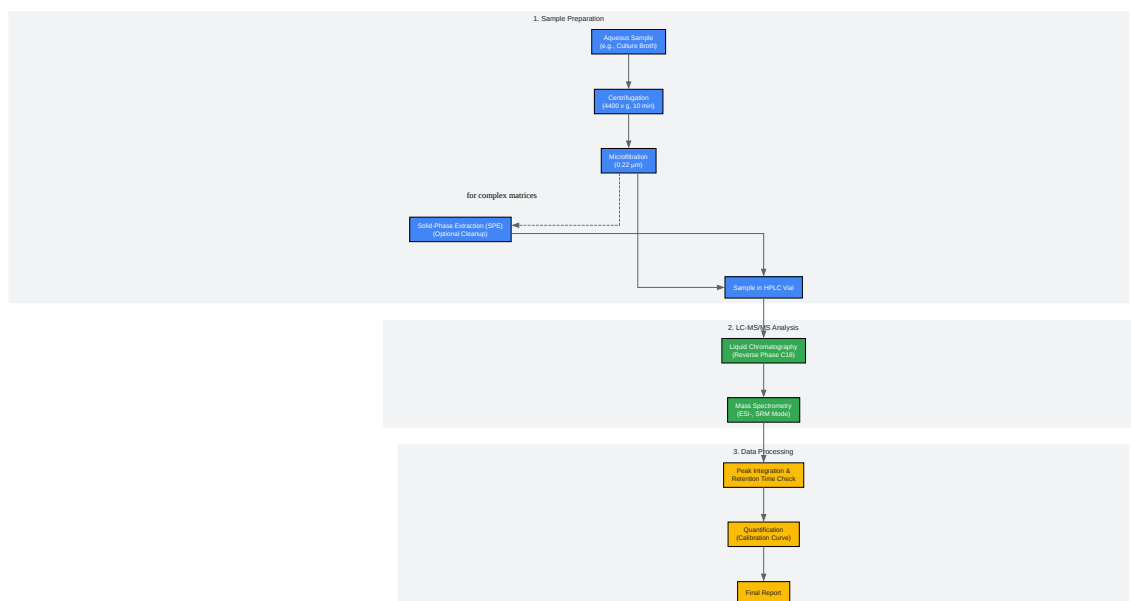 1. Sample Preparation
Aqueous Sample
(e.g., Culture Broth)
Centrifugation
(4400 x g, 10 min)
Microfiltration
(0.22 µm)
for complex matrices
Solid-Phase Extraction (SPE)
(Optional Cleanup)
Sample in HPLC Vial
2. LC-MS/MS Analysis
Liquid Chromatography
(Reverse Phase C18)
Mass Spectrometry
(ESI-, SRM Mode)
3. Data Processing
Peak Integration &
Retention Time Check
Quantification
(Calibration Curve)
Final Report